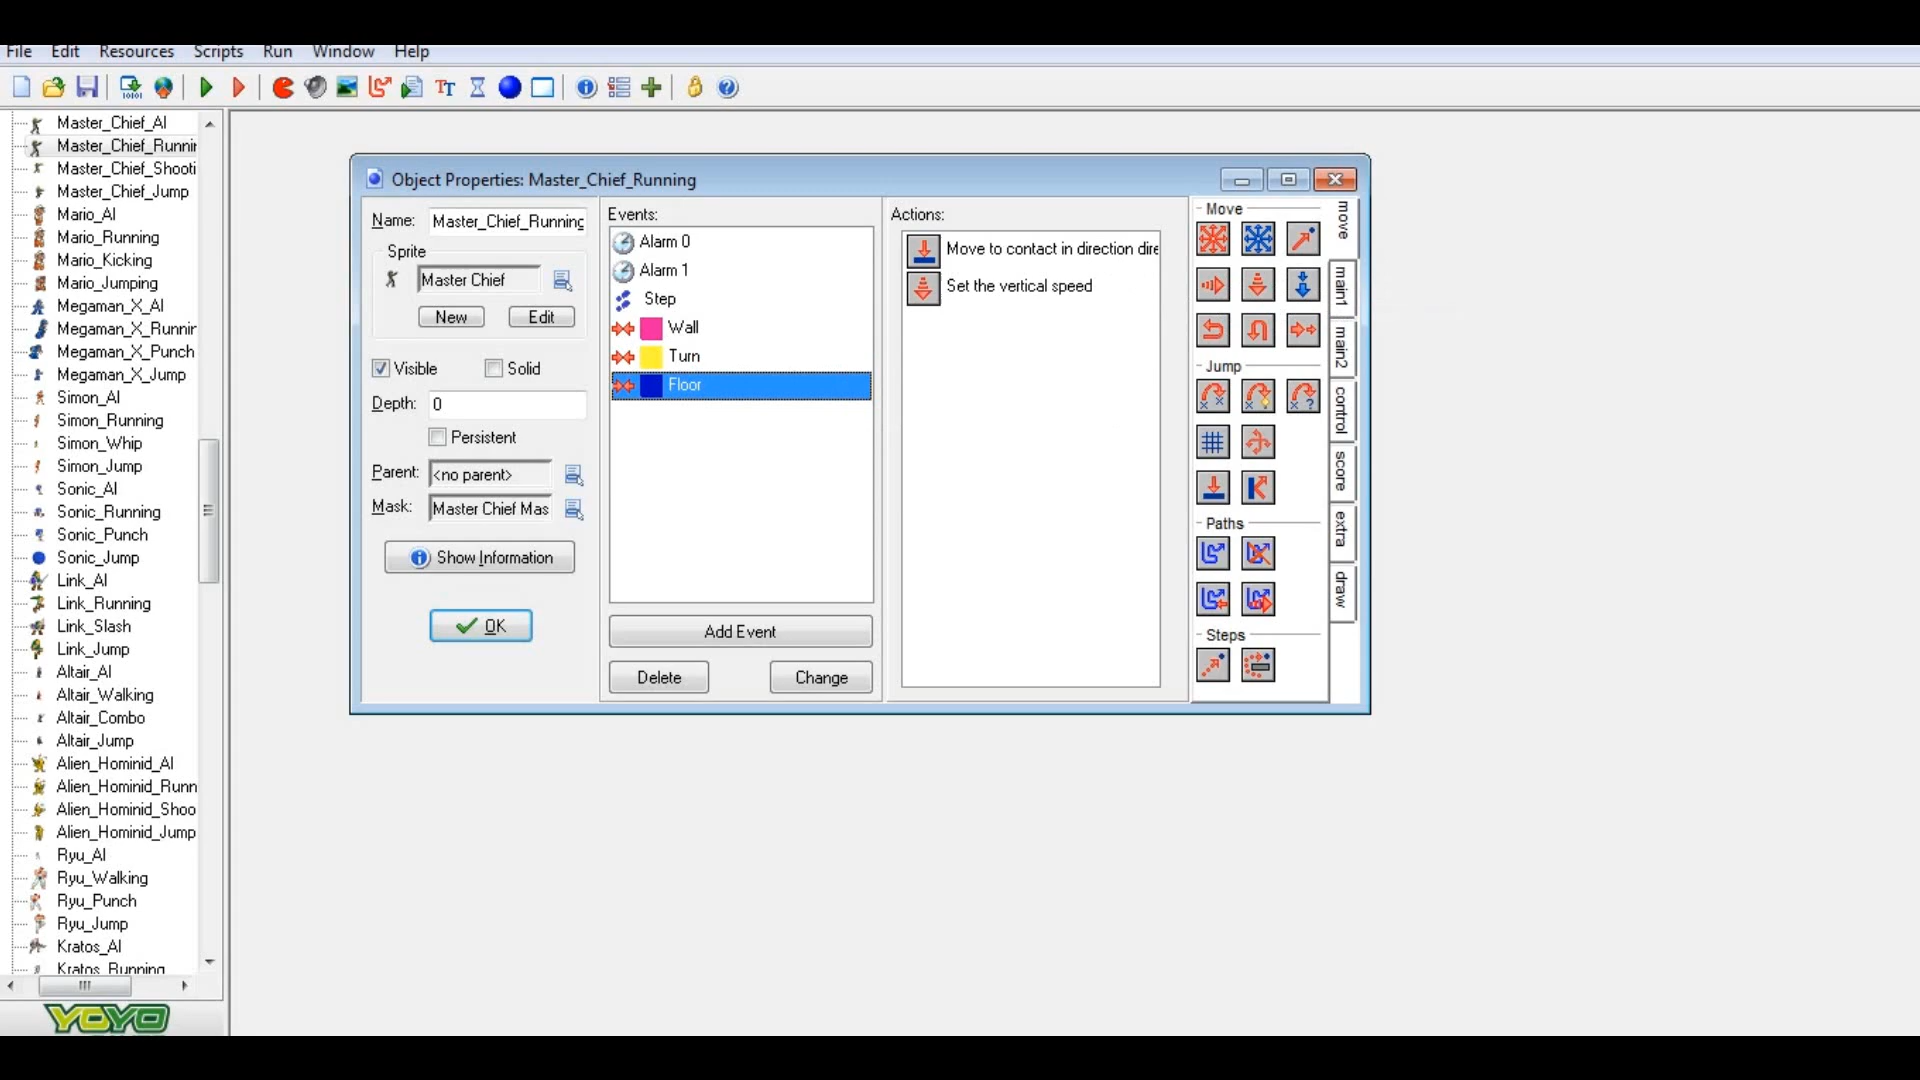 File Edit Resources Scripts Run Window Help
Master_Chief_AI
Master_Chief_Runnir
Master_Chief_Shooti
Master_Chief_Jump
Mario_AI
Mario_Running
Mario_Kicking
Mario_Jumping
Megaman_X_AI
Megaman_X_Runnir
Megaman_X_Punch
Megaman_X_Jump
Simon_AI
Simon_Running
Simon_Whip
Simon_Jump
Sonic_AI
Sonic_Running
Sonic_Punch
Sonic_Jump
Link_AI
Link_Running
Link_Slash
Link_Jump
Altair_AI
Altair_Walking
Altair_Combo
Altair_Jump
Alien_Hominid_AI
Alien_Hominid_Runn
Alien_Hominid_Shoo
Alien_Hominid_Jump
Ryu_AI
Ryu_Walking
Ryu_Punch
Ryu_Jump
Kratos_AI
Kratos_Running
YOYO
Object Properties: Master_Chief_Running
Name: Master_Chief_Running
Sprite
Master Chief
New Edit
Visible Solid
Depth: 0
Persistent
Parent: <no parent>
Mask: Master Chief Mas
Show Information
OK
Events:
Alarm 0
Alarm 1
Step
Wall
Turn
Floor
Add Event
Delete Change
Actions:
Move to contact in direction dire
Set the vertical speed
Move
Jump
Paths
Steps
move
main1
main2
control
score
extra
draw